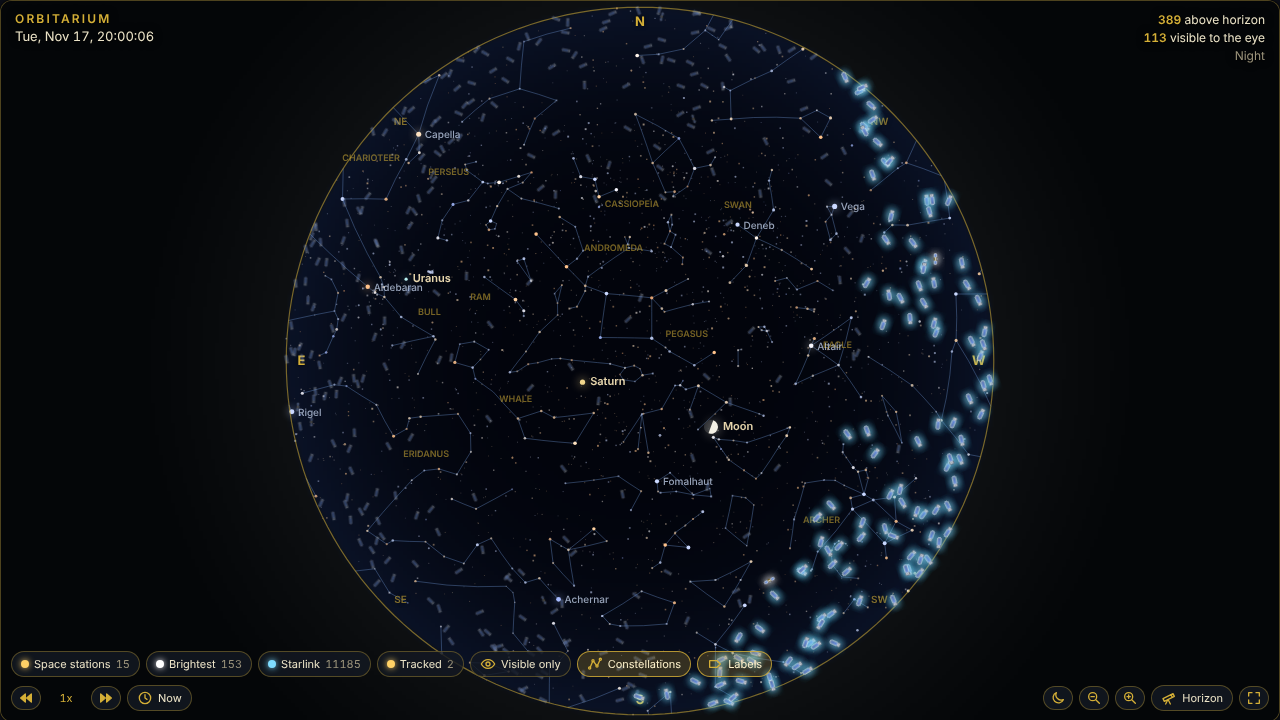 ORBITARIUM
Tue, Nov 17, 20:00:06
389 above horizon
113 visible to the eye
Night
N
NE
NW
Capella
CHARIOTEER
PERSEUS
CASSIOPEIA
SWAN
Vega
Deneb
ANDROMEDA
Uranus
Aldebaran
RAM
BULL
PEGASUS
Altair
EAGLE
E
W
Saturn
WHALE
Rigel
Moon
ERIDANUS
Fomalhaut
ARCHER
SE
Achernar
SW
S
Space stations 15
Brightest 153
Starlink 11185
Tracked 2
Visible only
Constellations
Labels
1x
Now
Horizon